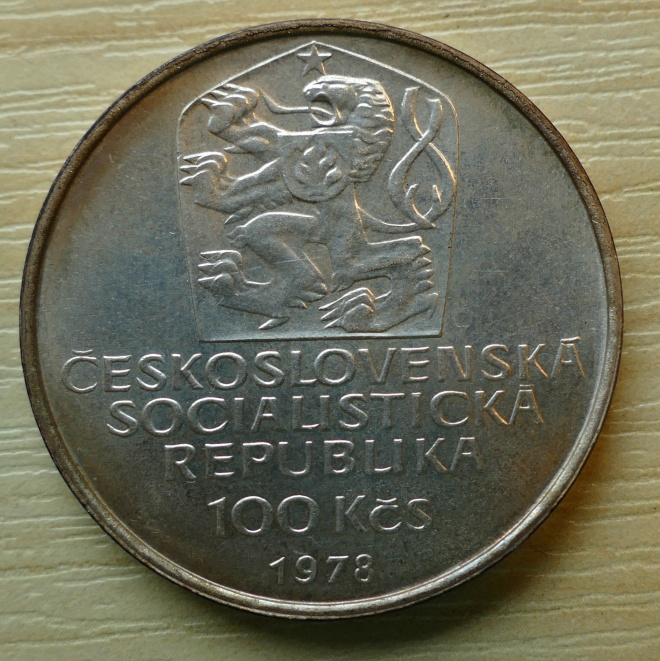 ČESKOSLOVENSKÁ
SOCIALISTICKÁ
REPUBLIKA
100 Kčs
1978